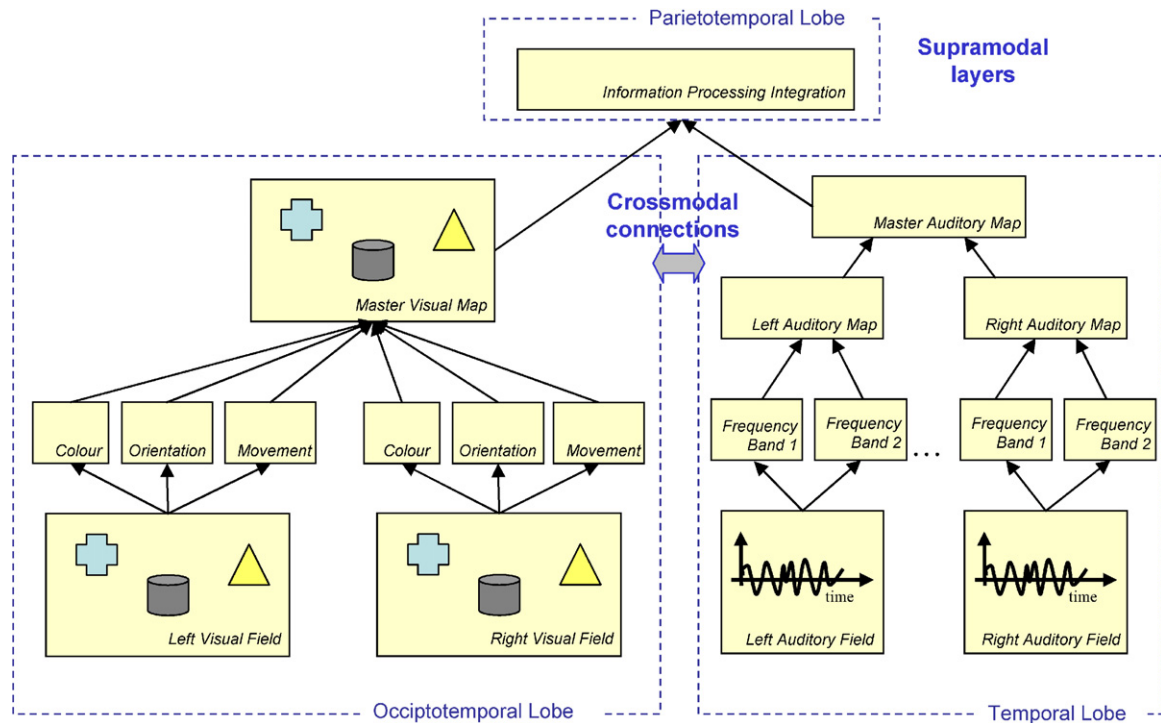 Parietotemporal Lobe
Information Processing Integration
Supramodal
layers
Crossmodal
connections
Master Visual Map
Colour
Orientation
Movement
Colour
Orientation
Movement
Left Visual Field
Right Visual Field
Occiptotemporal Lobe
Master Auditory Map
Left Auditory Map
Right Auditory Map
Frequency
Band 1
Frequency
Band 2
...
Frequency
Band 1
Frequency
Band 2
time
Left Auditory Field
time
Right Auditory Field
Temporal Lobe